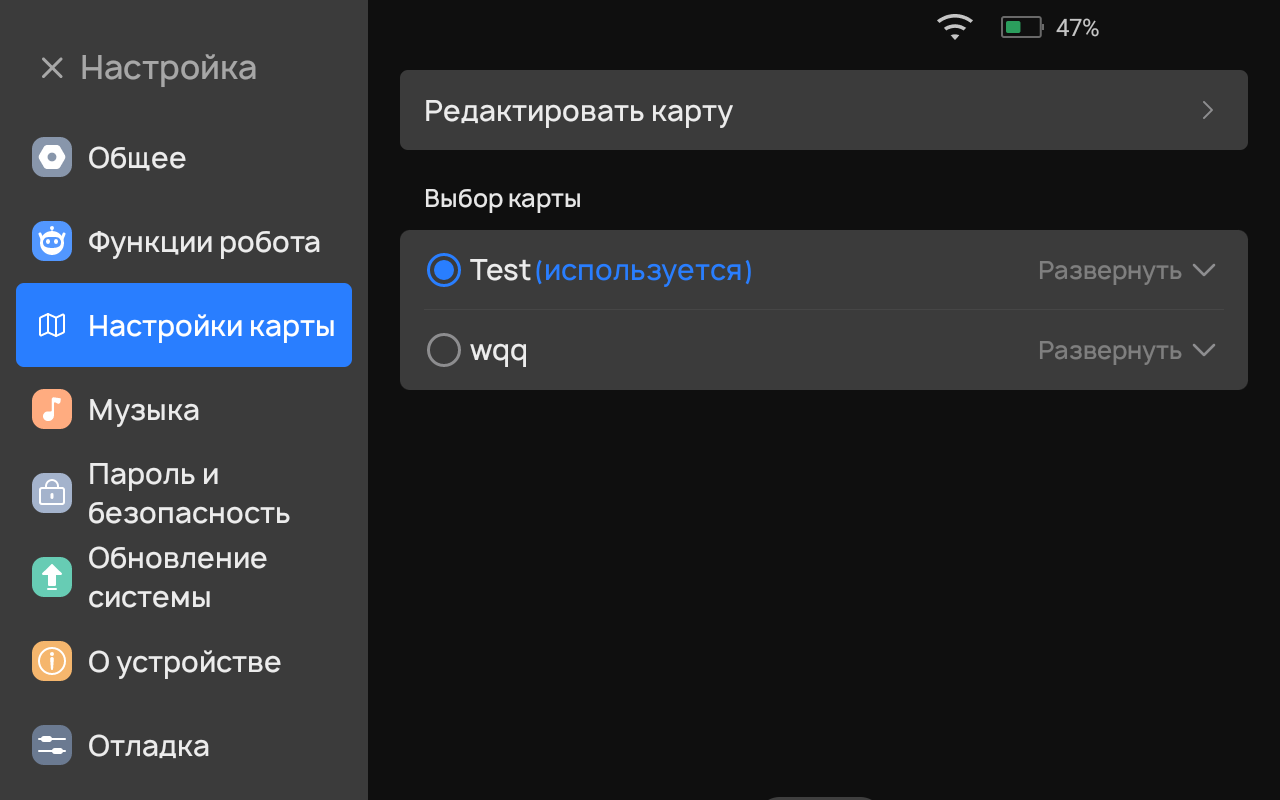 Настройка
Общее
Функции робота
Настройки карты
Музыка
Пароль и
безопасность
Обновление
системы
О устройстве
Отладка
47%
Редактировать карту
Выбор карты
Test(используется)
Развернуть
wqq
Развернуть